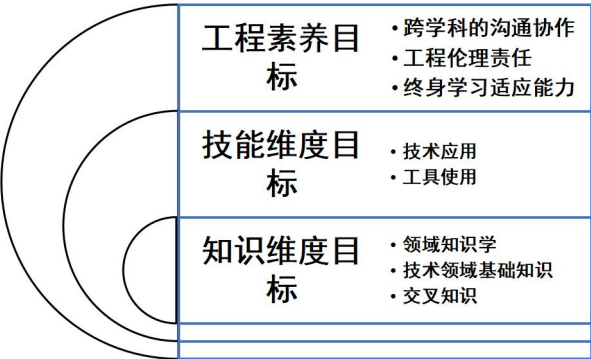 工程素养目
标
• 跨学科的沟通协作
• 工程伦理责任
• 终身学习适应能力
技能维度目
标
• 技术应用
• 工具使用
知识维度目
标
• 领域知识学
• 技术领域基础知识
• 交叉知识